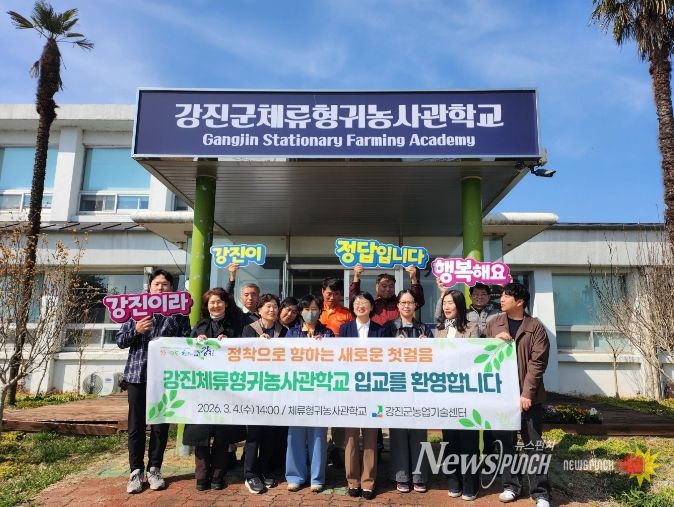 강진군체류형귀농사관학교
Gangjin Stationary Farming Academy
강진이
정답입니다
행복해요
강진이라
정착으로 향하는 새로운 첫걸음
강진체류형귀농사관학교 입교를 환영합니다
2026. 3. 4.(수) 14:00 / 체류형귀농사관학교
강진군농업기술센터
뉴스펀치
NEWSPUNCH
NEWSPUNCH